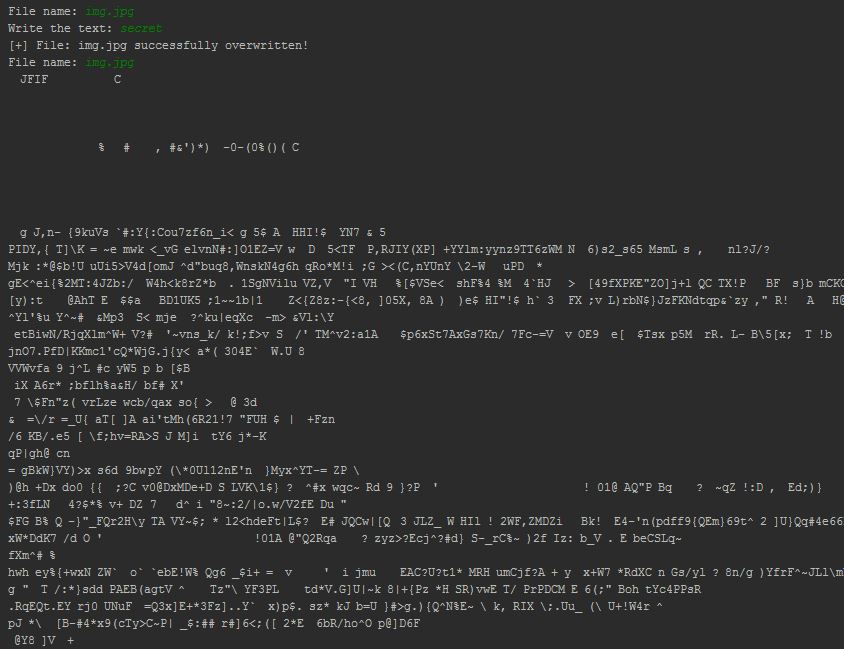 File name: img.jpg
Write the text: secret
[+] File: img.jpg successfully overwritten!
File name: img.jpg
JFIF C
% # , #&')*) -0-(0%()( C
g J,n- {9kuVs `#:Y{:Cou7zf6n_i< g 5$ A HHI!$ YN7 & 5
PIDY,{ T]\K = ~e mwk <_vG elvnN#:]O1EZ=V w D 5<TF P,RJIY(XP] +YYlm:yynz9TT6zWM N 6)s2_s65 MsmL s , nl?J/?
Mjk :*@$b!U uUi5>V4d[omJ ^d"buq8,WnskN4g6h qRo*M!i ;G ><(C,nYUnY \2-W uPD *
gE<^ei{%2MT:4JZb:/ W4h<k8rZ*b . 1SgNVilu VZ,V "I VH %[$VSe< shF%4 %M 4`HJ > [49fXPKE"ZO]j+l QC TX!P BF s}b mCK
[y):t @AhT E $$a BD1UK5 ;1~~1b|1 Z<{Z8z:-{<8, ]05X, 8A ) )e$ HI"!$ h` 3 FX ;v L)rbN$}JzFKNdtqp&`zy ," R! A H@
^Yl'%u Y^~# &Mp3 S< mje ?^ku|eqXc -m> &Vl:\Y
etBiwN/RjqXlm^W+ V?# '~vns_k/ k!;f>v S /' TM^v2:a1A $p6xSt7AxGs7Kn/ 7Fc-=V v OE9 e[ $Tsx p5M rR. L- B\5[x; T !b
jnO7.PfD|KKmc1'cQ*WjG.j{y< a*( 304E` W.U 8
VVWvfa 9 j^L #c yW5 p b [$B
iX A6r* ;bflh%a&H/ bf# X'
7 \$Fn"z( vrLze wcb/qax so{ > @ 3d
& =\/r =_U{ aT[ ]A ai'tMh(6R21!7 "FUH $ | +Fzn
/6 KB/.e5 [ \f;hv=RA>S J M]i tY6 j*-K
qP|gh@ cn
= gBkW}VY)>x s6d 9bwpY (\*0Ul12nE'n }Myx^YT-= ZP \
)@h +Dx do0 {{ ;?C v0@DxMDe+D S LVK\1$} ? ^#x wqc~ Rd 9 }?P ' ! 01@ AQ"P Bq ? ~qZ !:D , Ed;)}
+:3fLN 4?$*% v+ DZ 7 d^ i "8~:2/|o.w/V2fE Du "
$FG B% Q -}"_FQr2H\y TA VY~$; * l2<hdeFt|L$? E# JQCw|[Q 3 JLZ_ W HIl ! 2WF,ZMDZi Bk! E4-'n(pdff9{QEm}69t^ 2 ]U}Qq#4e66
xW*DdK7 /d O ' !01A @"Q2Rqa ? zyz>?Ecj^?#d} S-_rC%~ )2f Iz: b_V . E beCSLq~
fXm^# %
hwh ey%{+wxN ZW` o` `ebE!W% Qg6 _$i+ = v ' i jmu EAC?U?t1* MRH umCjf?A + y x+W7 *RdXC n Gs/yl ? 8n/g )YfrF^~JLl\m
g " T /:*}sdd PAEB(agtV ^ Tz"\ YF3PL td*V.G]U|~k 8|+{Pz *H SR)vwE T/ PrPDCM E 6(;" Boh tYc4PPsR
.RqEQt.EY rj0 UNuF =Q3x]E+*3Fz]..Y` x)p$. sz* kJ b=U }#>g.){Q^N%E~ \ k, RIX \;.Uu_ (\ U+!W4r ^
pJ *\ [B-#4*x9(cTy>C~P| _$:## r#]6<;([ 2*E 6bR/ho^O p@]D6F
@Y8 ]V +